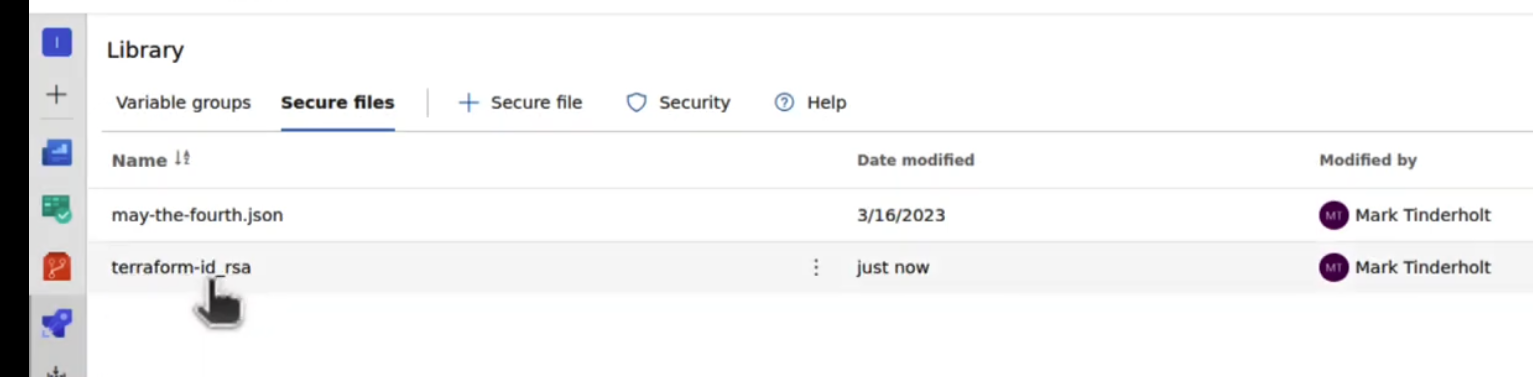 I
Library
Variable groups Secure files Secure file Security Help
Name Date modified Modified by
may-the-fourth.json 3/16/2023 MT Mark Tinderholt
terraform-id_rsa just now MT Mark Tinderholt